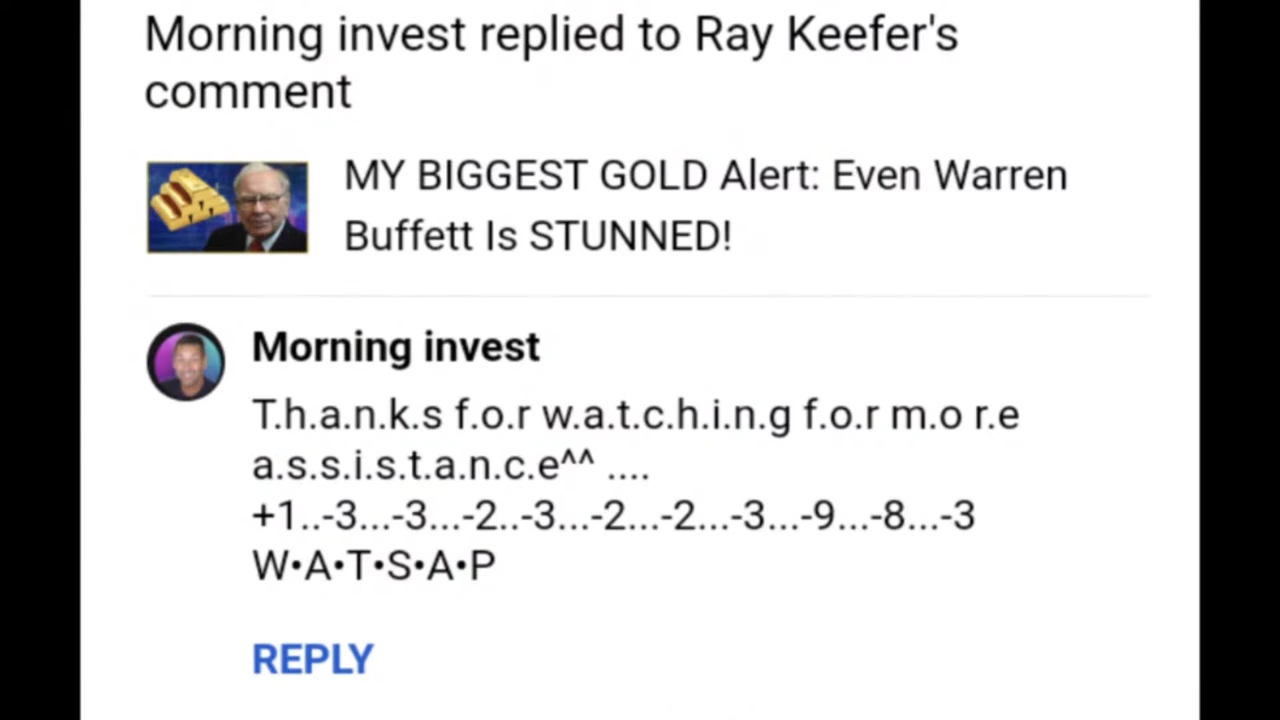 Morning invest replied to Ray Keefer's
comment
MY BIGGEST GOLD Alert: Even Warren
Buffett Is STUNNED!
Morning invest
T.h.a.n.k.s f.o.r w.a.t.c.h.i.n.g f.o.r m.o r.e
a.s.s.i.s.t.a.n.c.e^^ ....
+1..-3...-3...-2..-3...-2...-2...-3...-9...-8...-3
W•A•T•S•A•P
REPLY